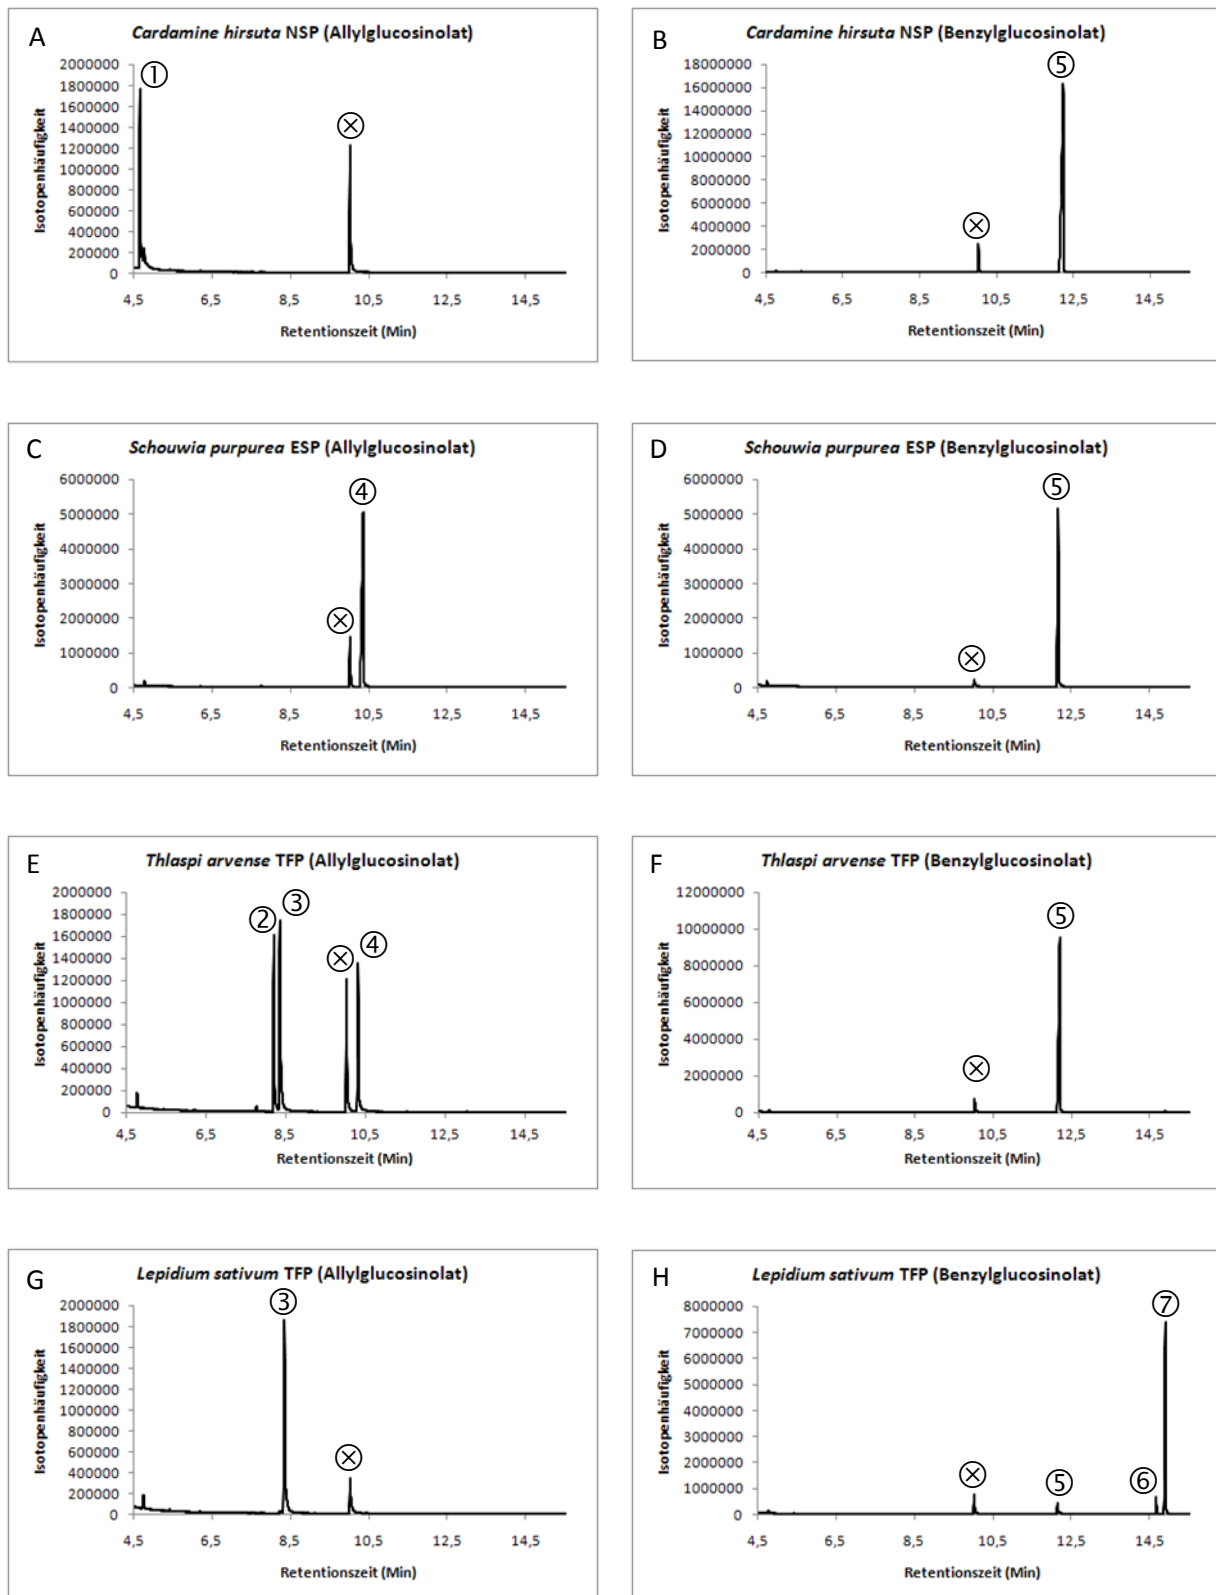 A
Cardamine hirsuta NSP (Allylglucosinolat)
Isotopenhäufigkeit
2000000
1800000
1600000
1400000
1200000
1000000
800000
600000
400000
200000
0
①
⊗
4,5 6,5 8,5 10,5 12,5 14,5
Retentionszeit (Min)
B
Cardamine hirsuta NSP (Benzylglucosinolat)
Isotopenhäufigkeit
18000000
16000000
14000000
12000000
10000000
8000000
6000000
4000000
2000000
0
⊗
⑤
4,5 6,5 8,5 10,5 12,5 14,5
Retentionszeit (Min)
C
Schouwia purpurea ESP (Allylglucosinolat)
Isotopenhäufigkeit
6000000
5000000
4000000
3000000
2000000
1000000
0
④
⊗
4,5 6,5 8,5 10,5 12,5 14,5
Retentionszeit (Min)
D
Schouwia purpurea ESP (Benzylglucosinolat)
Isotopenhäufigkeit
6000000
5000000
4000000
3000000
2000000
1000000
0
⑤
⊗
4,5 6,5 8,5 10,5 12,5 14,5
Retentionszeit (Min)
E
Thlaspi arvense TFP (Allylglucosinolat)
Isotopenhäufigkeit
2000000
1800000
1600000
1400000
1200000
1000000
800000
600000
400000
200000
0
② ③
⊗ ④
4,5 6,5 8,5 10,5 12,5 14,5
Retentionszeit (Min)
F
Thlaspi arvense TFP (Benzylglucosinolat)
Isotopenhäufigkeit
12000000
10000000
8000000
6000000
4000000
2000000
0
⑤
⊗
4,5 6,5 8,5 10,5 12,5 14,5
Retentionszeit (Min)
G
Lepidium sativum TFP (Allylglucosinolat)
Isotopenhäufigkeit
2000000
1800000
1600000
1400000
1200000
1000000
800000
600000
400000
200000
0
③
⊗
4,5 6,5 8,5 10,5 12,5 14,5
Retentionszeit (Min)
H
Lepidium sativum TFP (Benzylglucosinolat)
Isotopenhäufigkeit
8000000
7000000
6000000
5000000
4000000
3000000
2000000
1000000
0
⑦
⊗ ⑤ ⑥
4,5 6,5 8,5 10,5 12,5 14,5
Retentionszeit (Min)